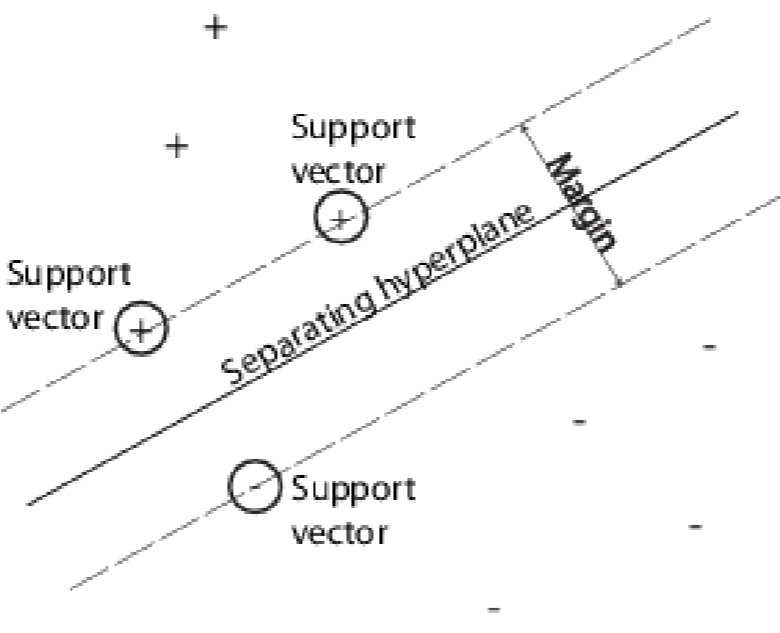 +
+
Support
vector
+
Margin
Separating hyperplane
Support
vector
+
-
-
-
Support
vector
-
-